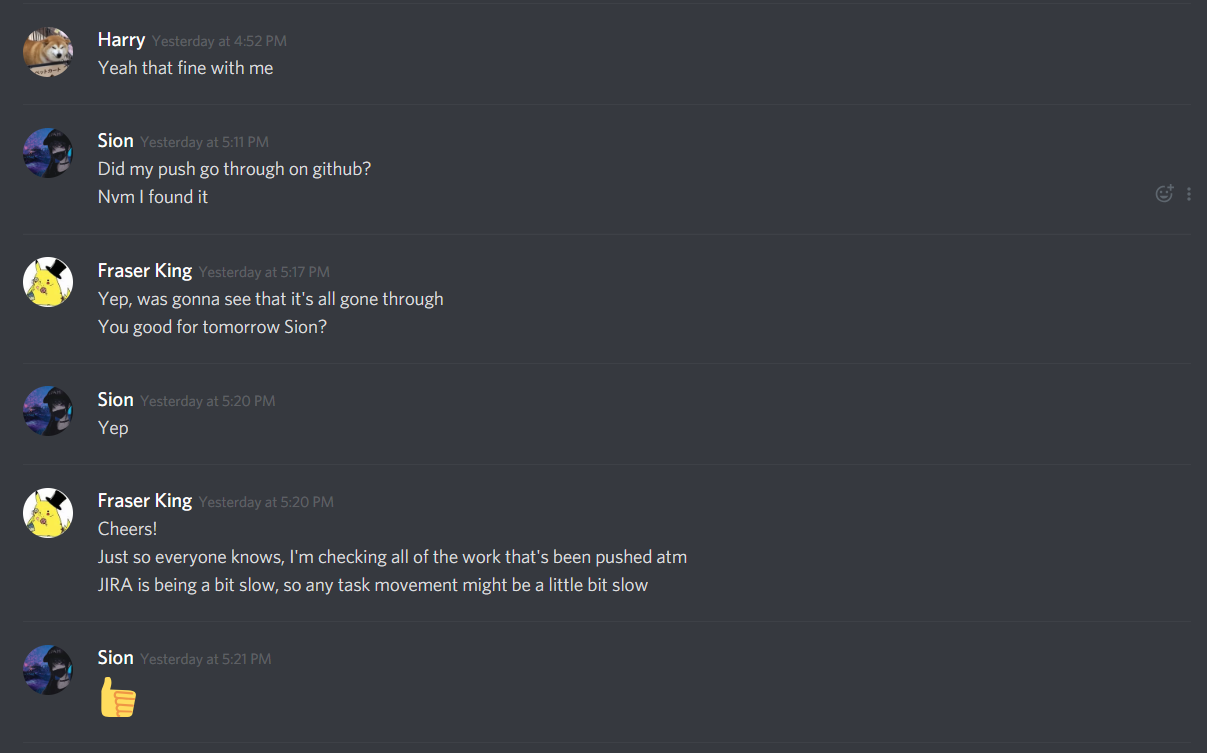 Harry Yesterday at 4:52 PM
Yeah that fine with me
Sion Yesterday at 5:11 PM
Did my push go through on github?
Nvm I found it
Fraser King Yesterday at 5:17 PM
Yep, was gonna see that it's all gone through
You good for tomorrow Sion?
Sion Yesterday at 5:20 PM
Yep
Fraser King Yesterday at 5:20 PM
Cheers!
Just so everyone knows, I'm checking all of the work that's been pushed atm
JIRA is being a bit slow, so any task movement might be a little bit slow
Sion Yesterday at 5:21 PM